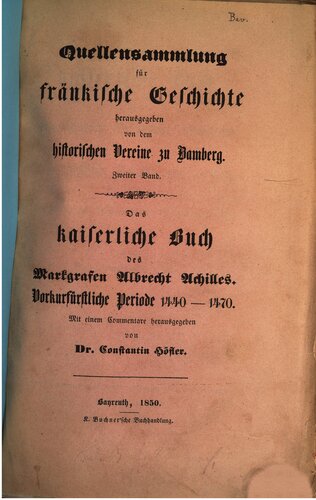 Bav.
Quellensammlung
für
fränkische Geschichte
herausgegeben
von dem
historischen Vereine zu Bamberg.
Zweiter Band.
Das
kaiserliche Buch
des
Markgrafen Albrecht Achilles.
Vorkurfürstliche Periode 1440 — 1470.
Mit einem Commentare herausgegeben
von
Dr. Constantin Höfler.
Bayreuth, 1850.
K. Buchner'sche Buchhandlung.